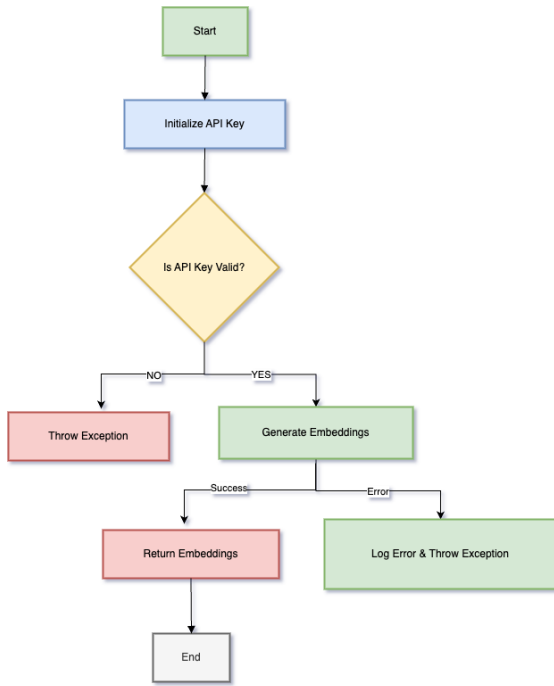 Start
Initialize API Key
Is API Key Valid?
NO
YES
Throw Exception
Generate Embeddings
Success
Error
Return Embeddings
Log Error & Throw Exception
End